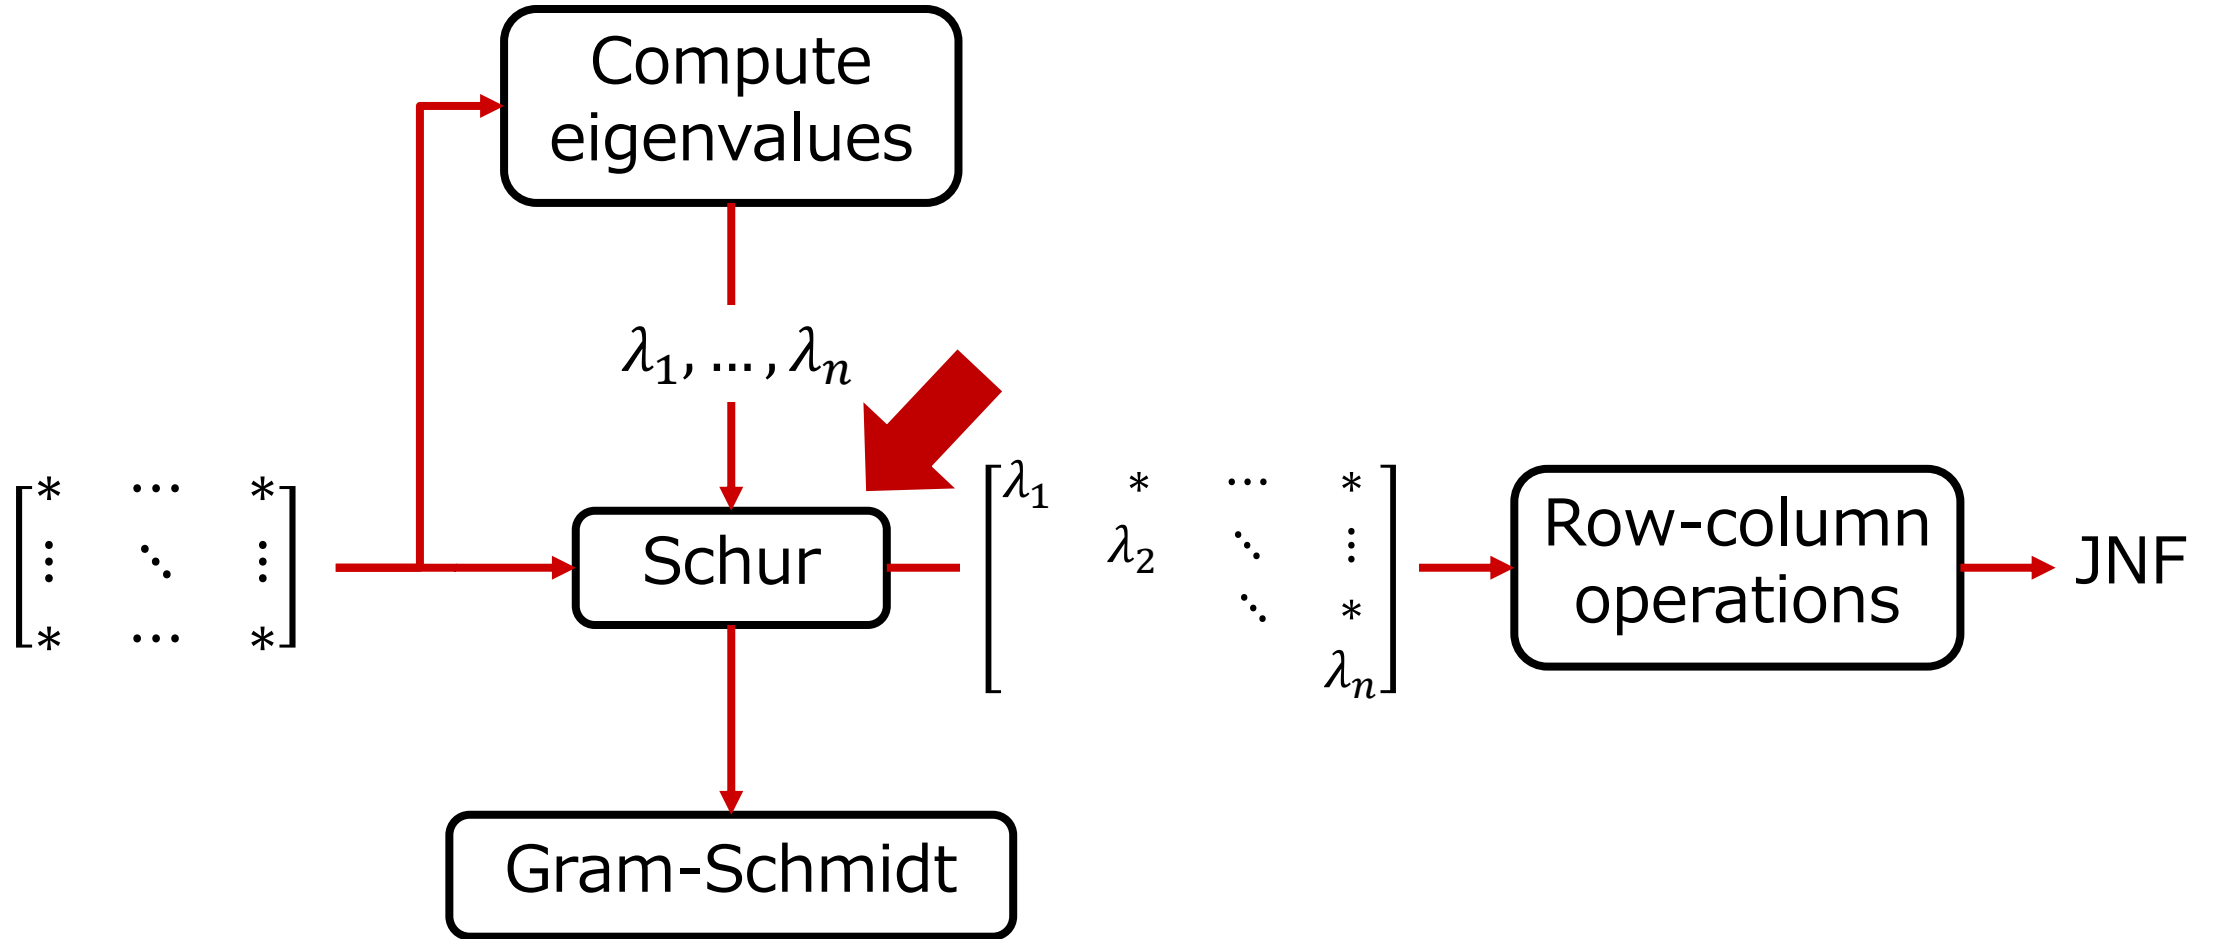 Compute
eigenvalues
λ₁, … , λₙ
* ⋯ *
⋮ ⋱ ⋮
* ⋯ *
Schur
λ₁ * ⋯ *
λ₂ ⋱ ⋮
⋱ *
λₙ
Row-column
operations
JNF
Gram-Schmidt